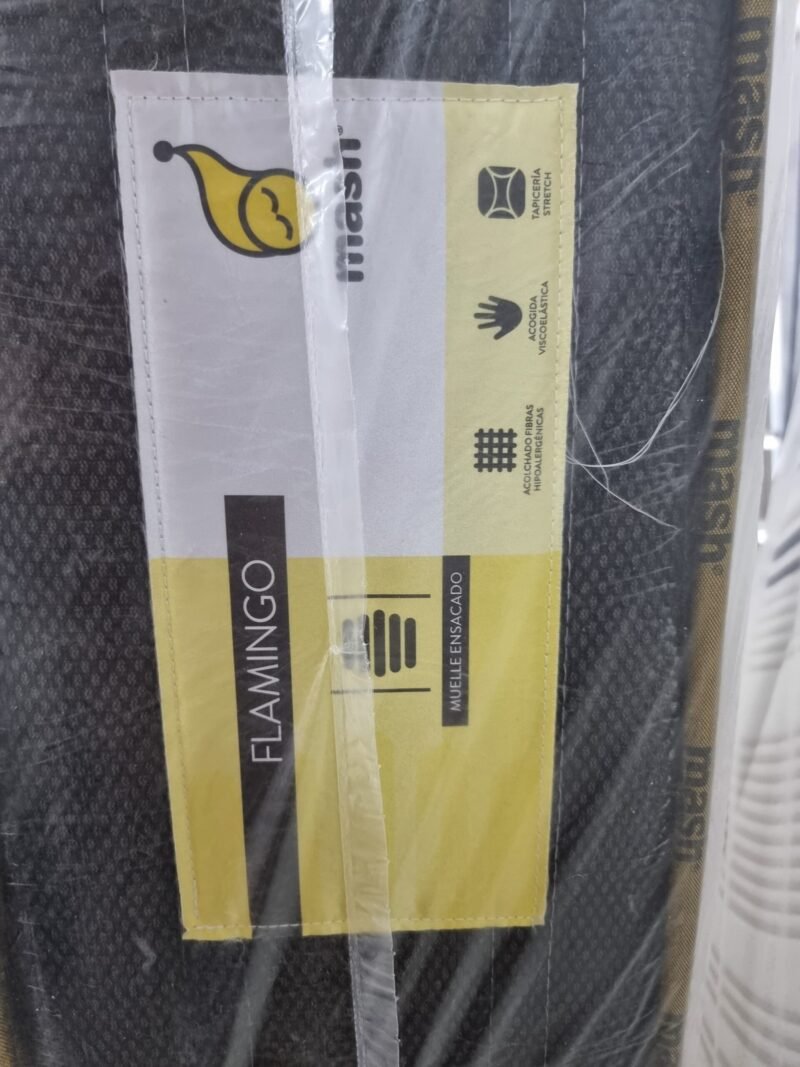 mash®
TAPICERÍA
STRETCH
ACOGIDA
VISCOELÁSTICA
ACOLCHADO FIBRAS
HIPOALERGÉNICAS
FLAMINGO
MUELLE ENSACADO
mash®
mash®
mash®